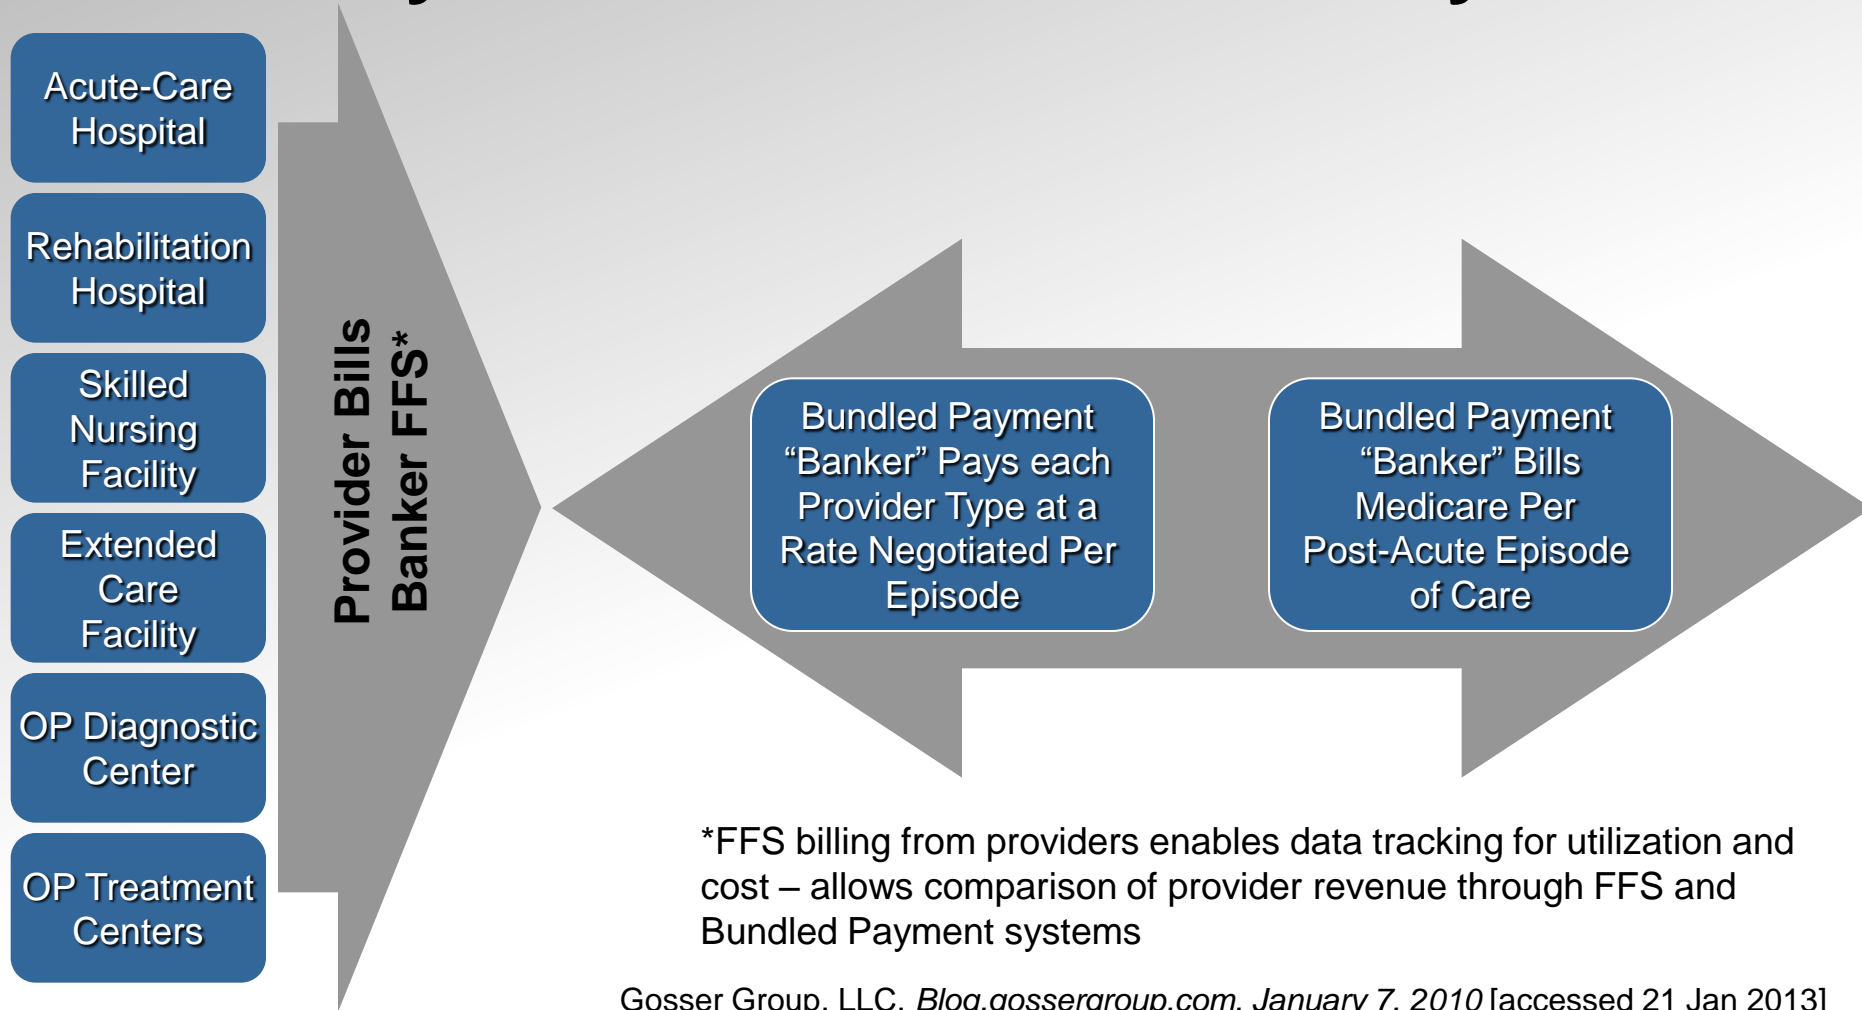 Acute-Care
Hospital
Rehabilitation
Hospital
Skilled
Nursing
Facility
Extended
Care
Facility
OP Diagnostic
Center
OP Treatment
Centers
Provider Bills
Banker FFS*
Bundled Payment
“Banker” Pays each
Provider Type at a
Rate Negotiated Per
Episode
Bundled Payment
“Banker” Bills
Medicare Per
Post-Acute Episode
of Care
*FFS billing from providers enables data tracking for utilization and
cost – allows comparison of provider revenue through FFS and
Bundled Payment systems
Gosser Group, LLC. Blog.gossergroup.com. January 7, 2010 [accessed 21 Jan 2013]